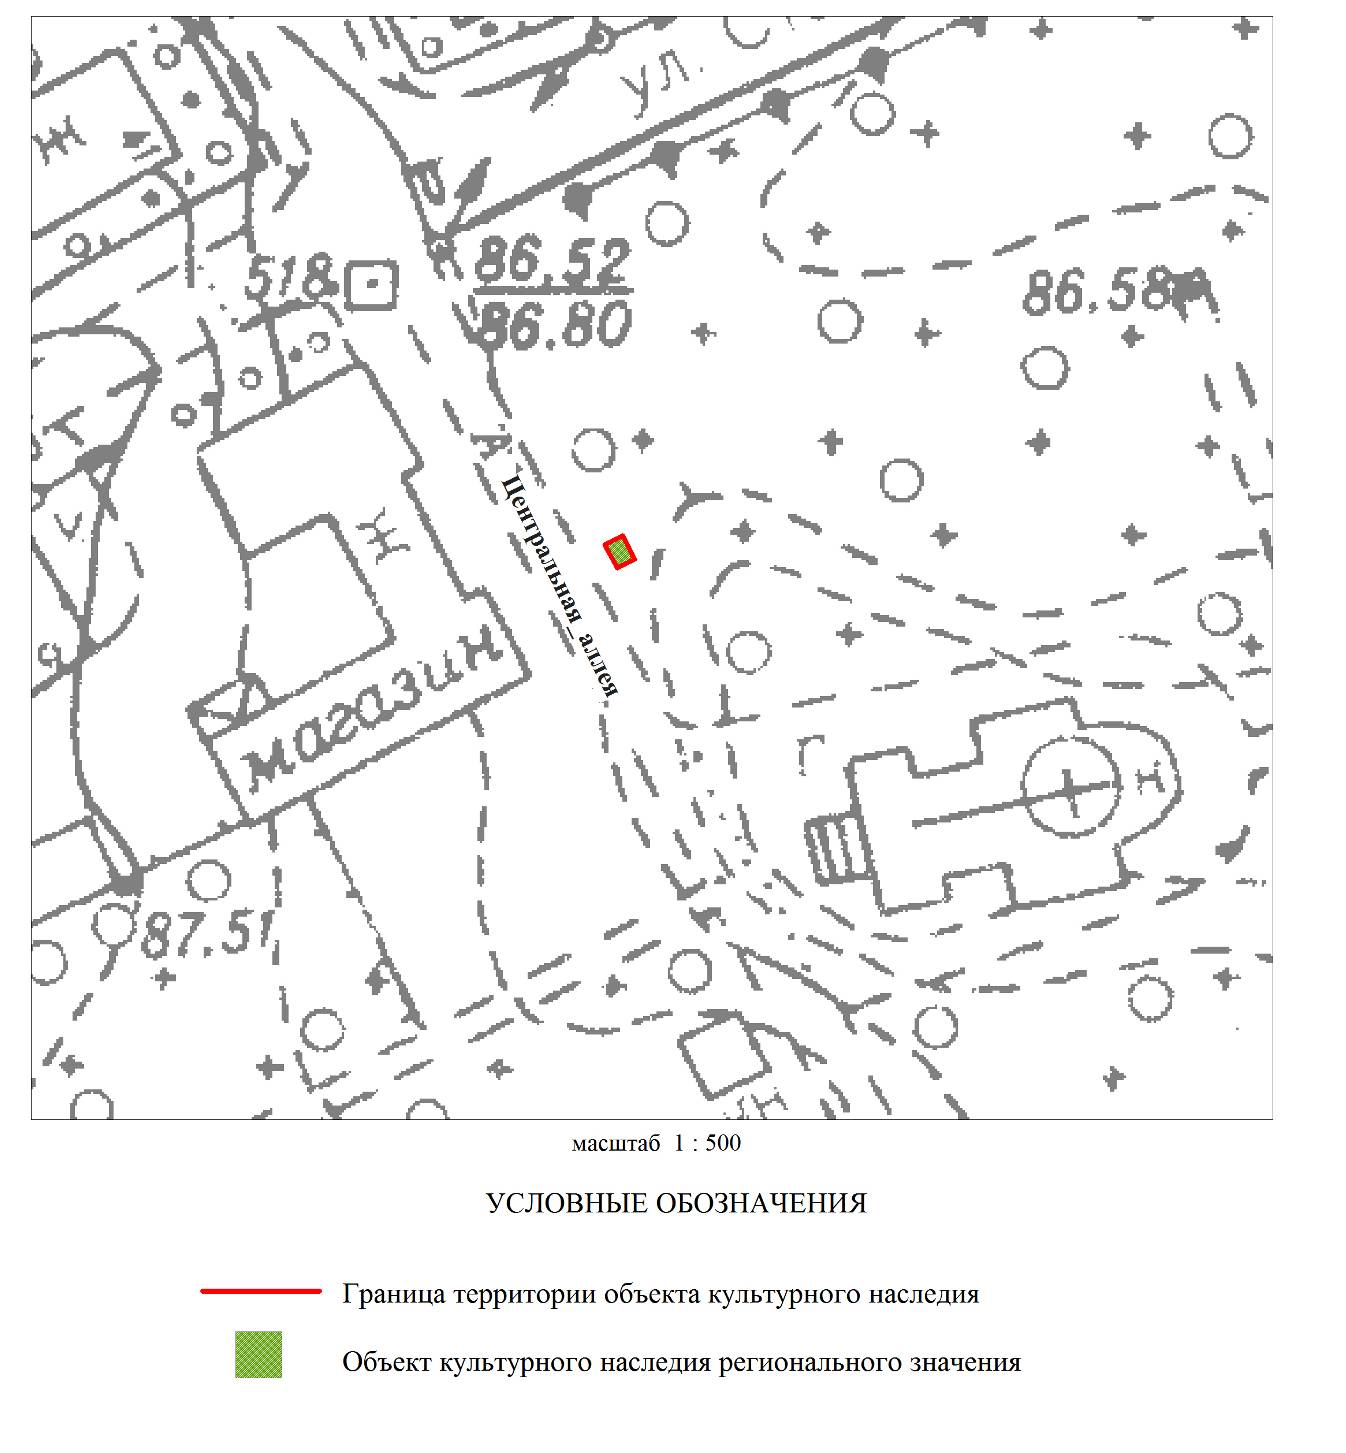 ул.
Ж
518
86.52
86.80
86.58
А
Центральная_аллея
Ж
магазин
Г
Н
87.51
Н
масштаб 1 : 500
УСЛОВНЫЕ ОБОЗНАЧЕНИЯ
Граница территории объекта культурного наследия
Объект культурного наследия регионального значения